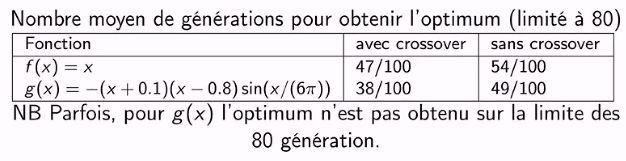 Nombre moyen de générations pour obtenir l'optimum (limité à 80)
Fonction avec crossover sans crossover
f(x) = x 47/100 54/100
g(x) = −(x + 0.1)(x − 0.8) sin(x/(6π)) 38/100 49/100
NB Parfois, pour g(x) l'optimum n'est pas obtenu sur la limite des
80 génération.